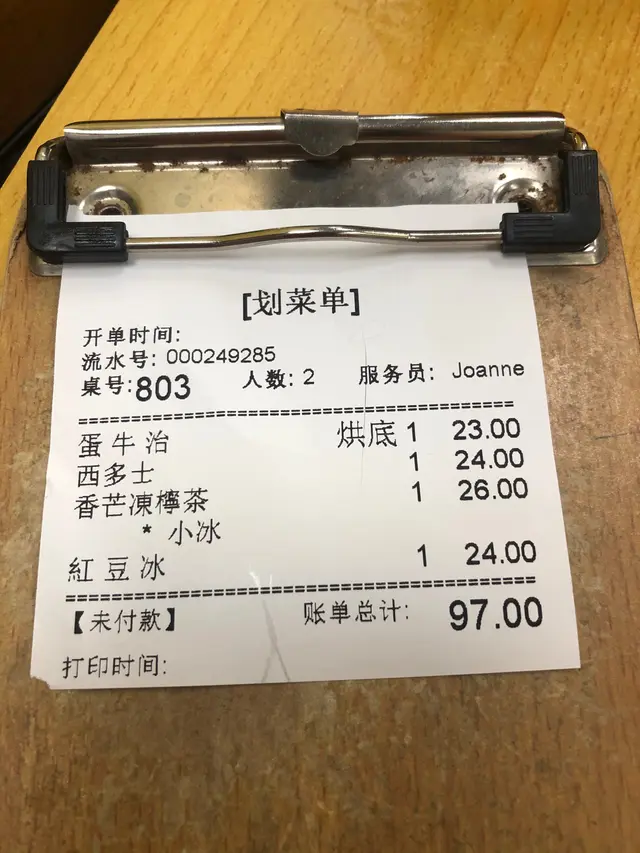 [划菜单]
开单时间:
流水号: 000249285
桌号:803 人数: 2 服务员: Joanne
蛋牛治 烘底 1 23.00
西多士 1 24.00
香芒凍檸茶 1 26.00
* 小冰
紅豆冰 1 24.00
【未付款】 账单总计: 97.00
打印时间: